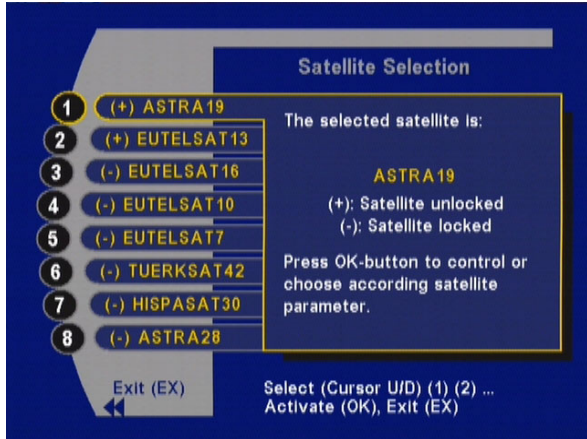 Satellite Selection
1 (+) ASTRA19
2 (+) EUTELSAT13
3 (-) EUTELSAT16
4 (-) EUTELSAT10
5 (-) EUTELSAT7
6 (-) TUERKSAT42
7 (-) HISPASAT30
8 (-) ASTRA28
The selected satellite is:
ASTRA19
(+): Satellite unlocked
(-): Satellite locked
Press OK-button to control or
choose according satellite
parameter.
Exit (EX)
Select (Cursor U/D) (1) (2) ...
Activate (OK), Exit (EX)